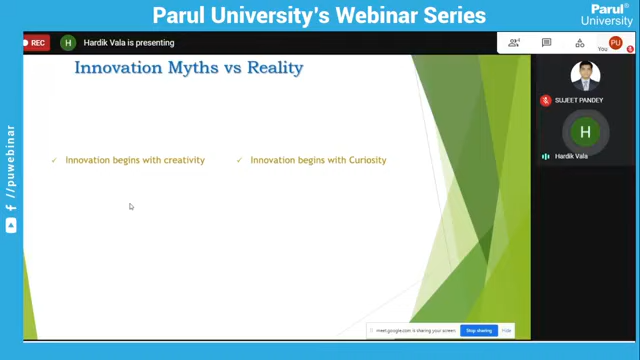 Parul University's Webinar Series
Parul®
University
REC
H
Hardik Vala is presenting
You
PU
Innovation Myths vs Reality
✓ Innovation begins with creativity
✓ Innovation begins with Curiosity
SUJEET PANDEY
H
Hardik Vala
f /puwebinar
meet.google.com is sharing your screen.
Stop sharing
Hide